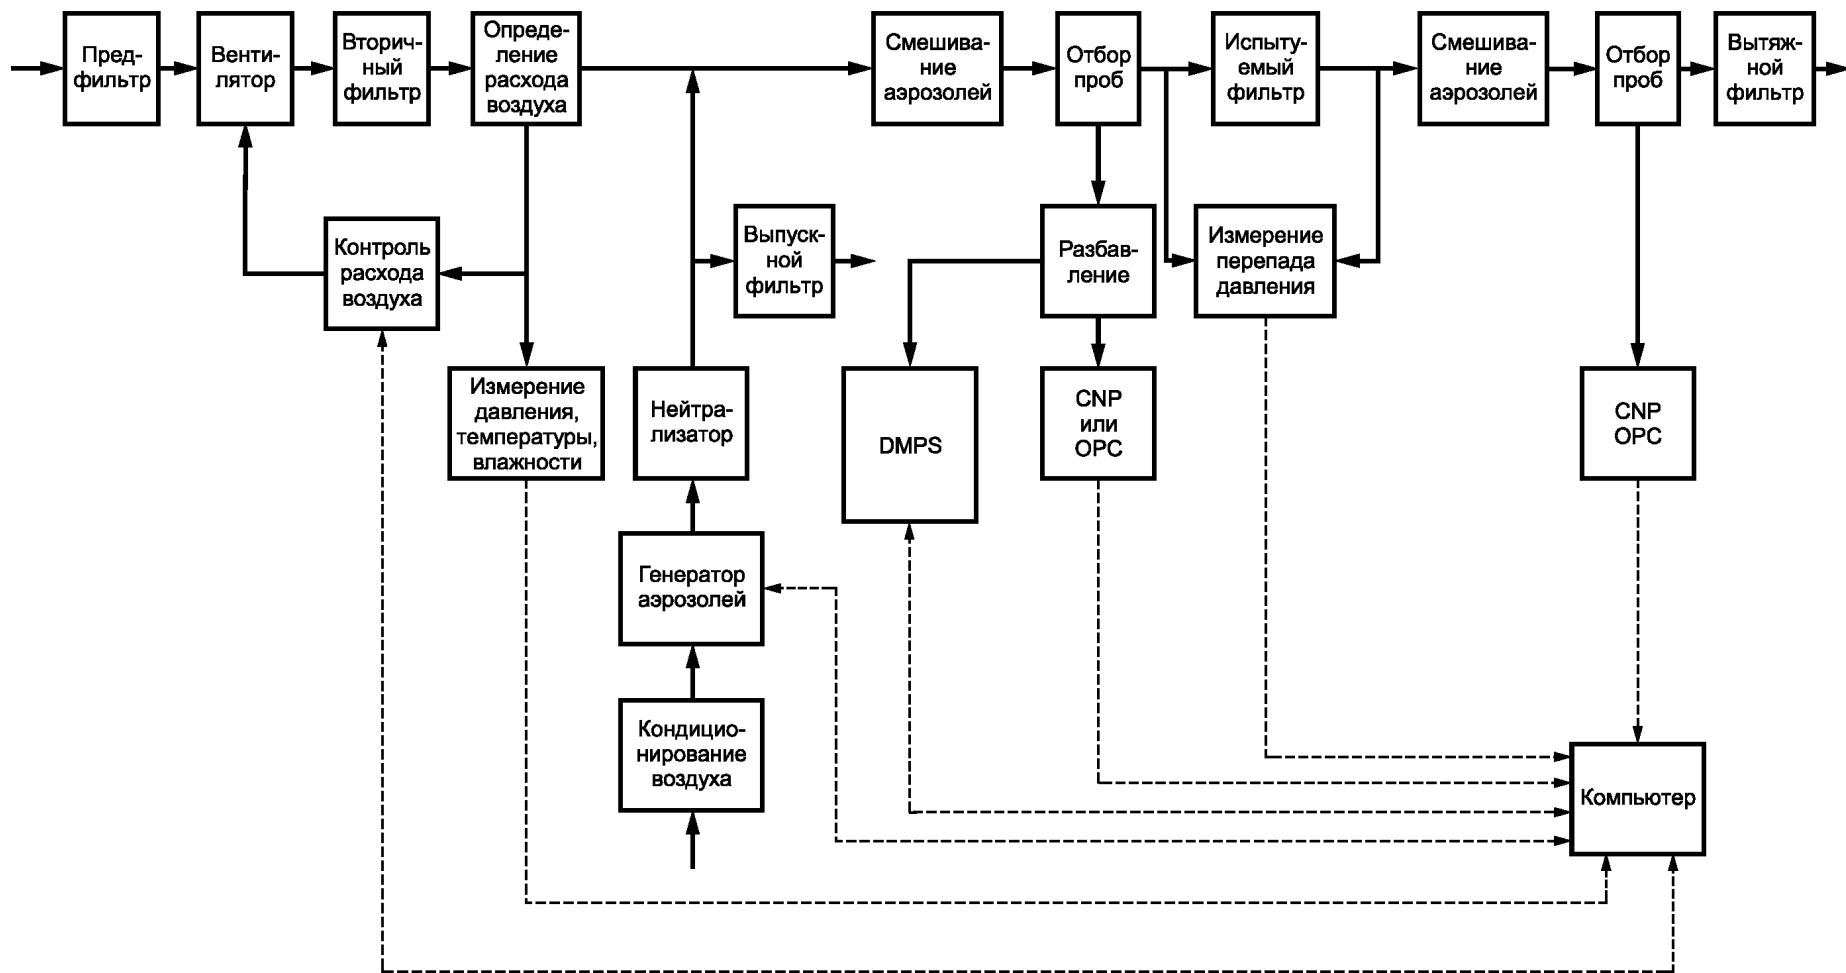 Пред-
фильтр
Венти-
лятор
Вторич-
ный
фильтр
Опреде-
ление
расхода
воздуха
Смешива-
ние
аэрозолей
Отбор
проб
Испыту-
емый
фильтр
Смешива-
ние
аэрозолей
Отбор
проб
Вытяж-
ной
фильтр
Контроль
расхода
воздуха
Выпуск-
ной
фильтр
Разбав-
ление
Измерение
перепада
давления
Измерение
давления,
температуры,
влажности
Нейтра-
лизатор
DMPS
CNP
или
OPC
CNP
OPC
Генератор
аэрозолей
Кондицио-
нирование
воздуха
Компьютер